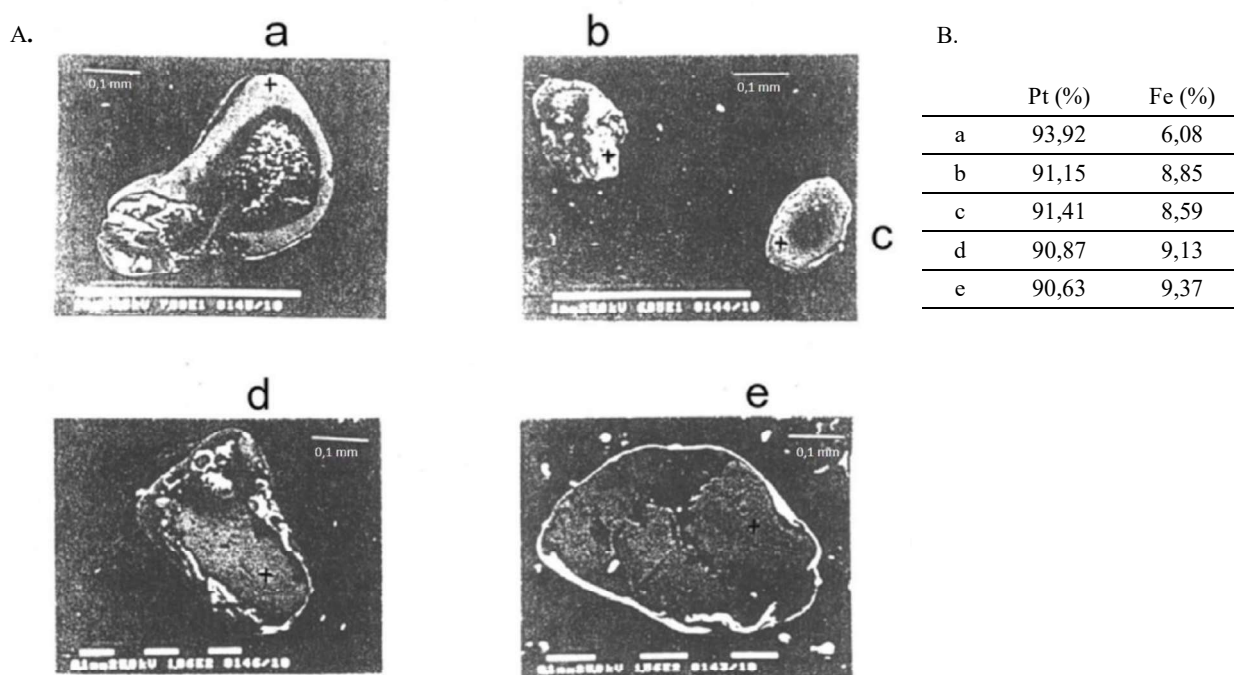 A.
a
0,1 mm
b
0,1 mm
c
d
0,1 mm
e
0,1 mm
B.
Pt (%) Fe (%)
a 93,92 6,08
b 91,15 8,85
c 91,41 8,59
d 90,87 9,13
e 90,63 9,37